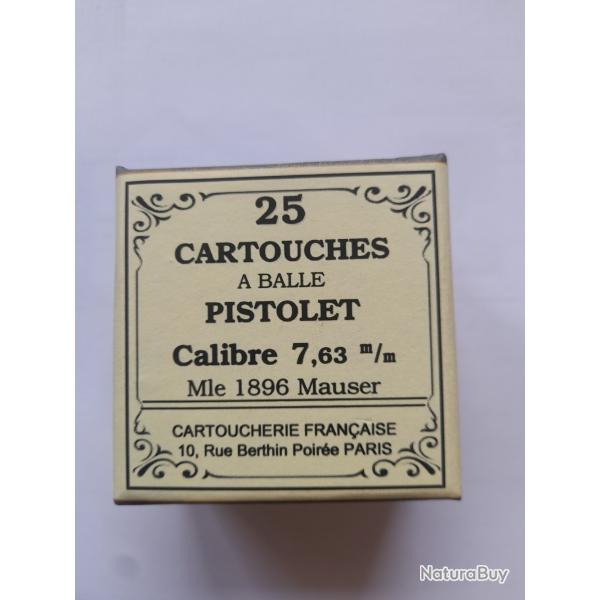 25
CARTOUCHES
A BALLE
PISTOLET
Calibre 7,63 m/m
Mle 1896 Mauser
CARTOUCHERIE FRANÇAISE
10, Rue Berthin Poirée PARIS
NaturaBuy